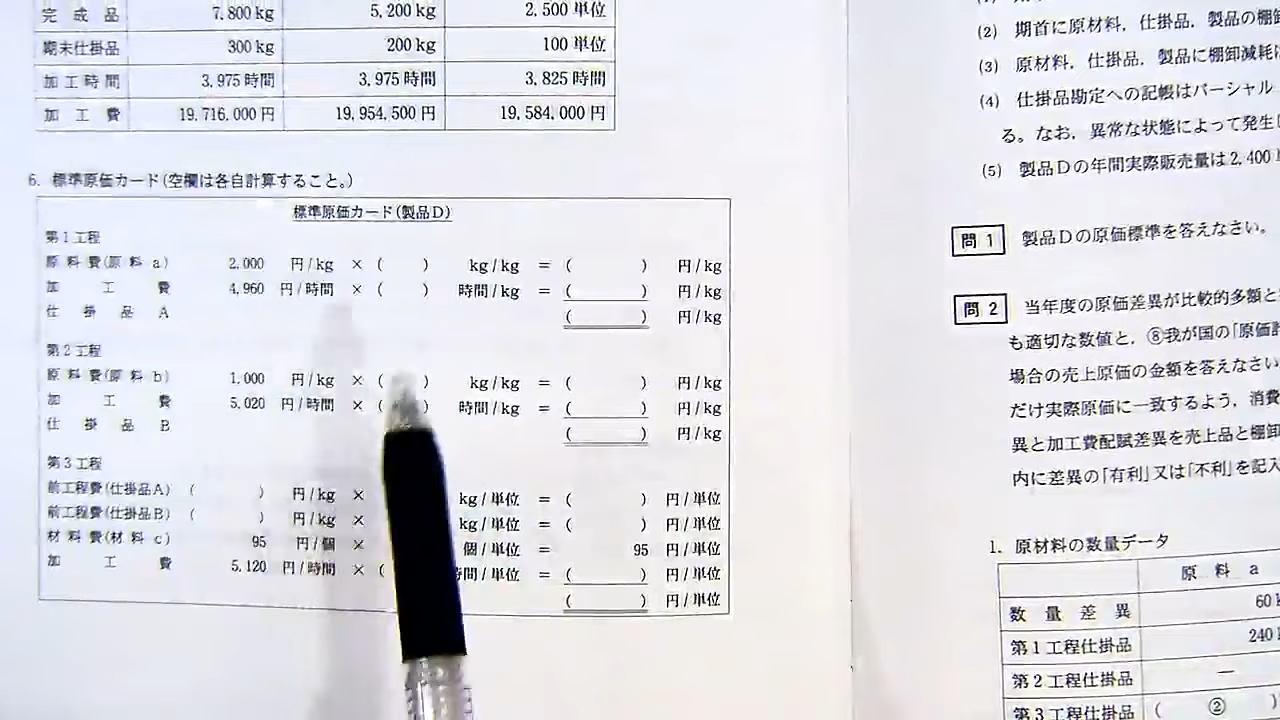 完成品 7,800 kg 5,200 kg 2,500 単位
期末仕掛品 300 kg 200 kg 100 単位
加工時間 3,975 時間 3,975 時間 3,825 時間
加工費 19,716,000 円 19,954,500 円 19,584,000 円
6. 標準原価カード(空欄は各自計算すること。)
標準原価カード(製品D)
第1工程
原料費(原料a) 2,000 円/kg × ( ) kg/kg = ( ) 円/kg
加工費 4,960 円/時間 × ( ) 時間/kg = ( ) 円/kg
仕掛品A ( ) 円/kg
第2工程
原料費(原料b) 1,000 円/kg × ( ) kg/kg = ( ) 円/kg
加工費 5,020 円/時間 × ( ) 時間/kg = ( ) 円/kg
仕掛品B ( ) 円/kg
第3工程
前工程費(仕掛品A) ( ) 円/kg × kg/単位 = ( ) 円/単位
前工程費(仕掛品B) ( ) 円/kg × kg/単位 = ( ) 円/単位
材料費(材料c) 95 円/個 × 個/単位 = 95 円/単位
加工費 5,120 円/時間 × ( 時間/単位 = ( ) 円/単位
( ) 円/単位
(2) 期首に原材料,仕掛品,製品の棚卸
(3) 原材料,仕掛品,製品に棚卸減耗
(4) 仕掛品勘定への記帳はパーシャル
る。なお,異常な状態によって発生し
(5) 製品Dの年間実際販売量は2,400
問1 製品Dの原価標準を答えなさい。
問2 当年度の原価差異が比較的多額と
も適切な数値と,⑧我が国の「原価計
場合の売上原価の金額を答えなさい
だけ実際原価に一致するよう,消費
異と加工費配賦差異を売上品と棚卸
内に差異の「有利」又は「不利」を記入
1. 原材料の数量データ
原料a
数量差異 60
第1工程仕掛品 240
第2工程仕掛品 —
第3工程仕掛品 ( ② )